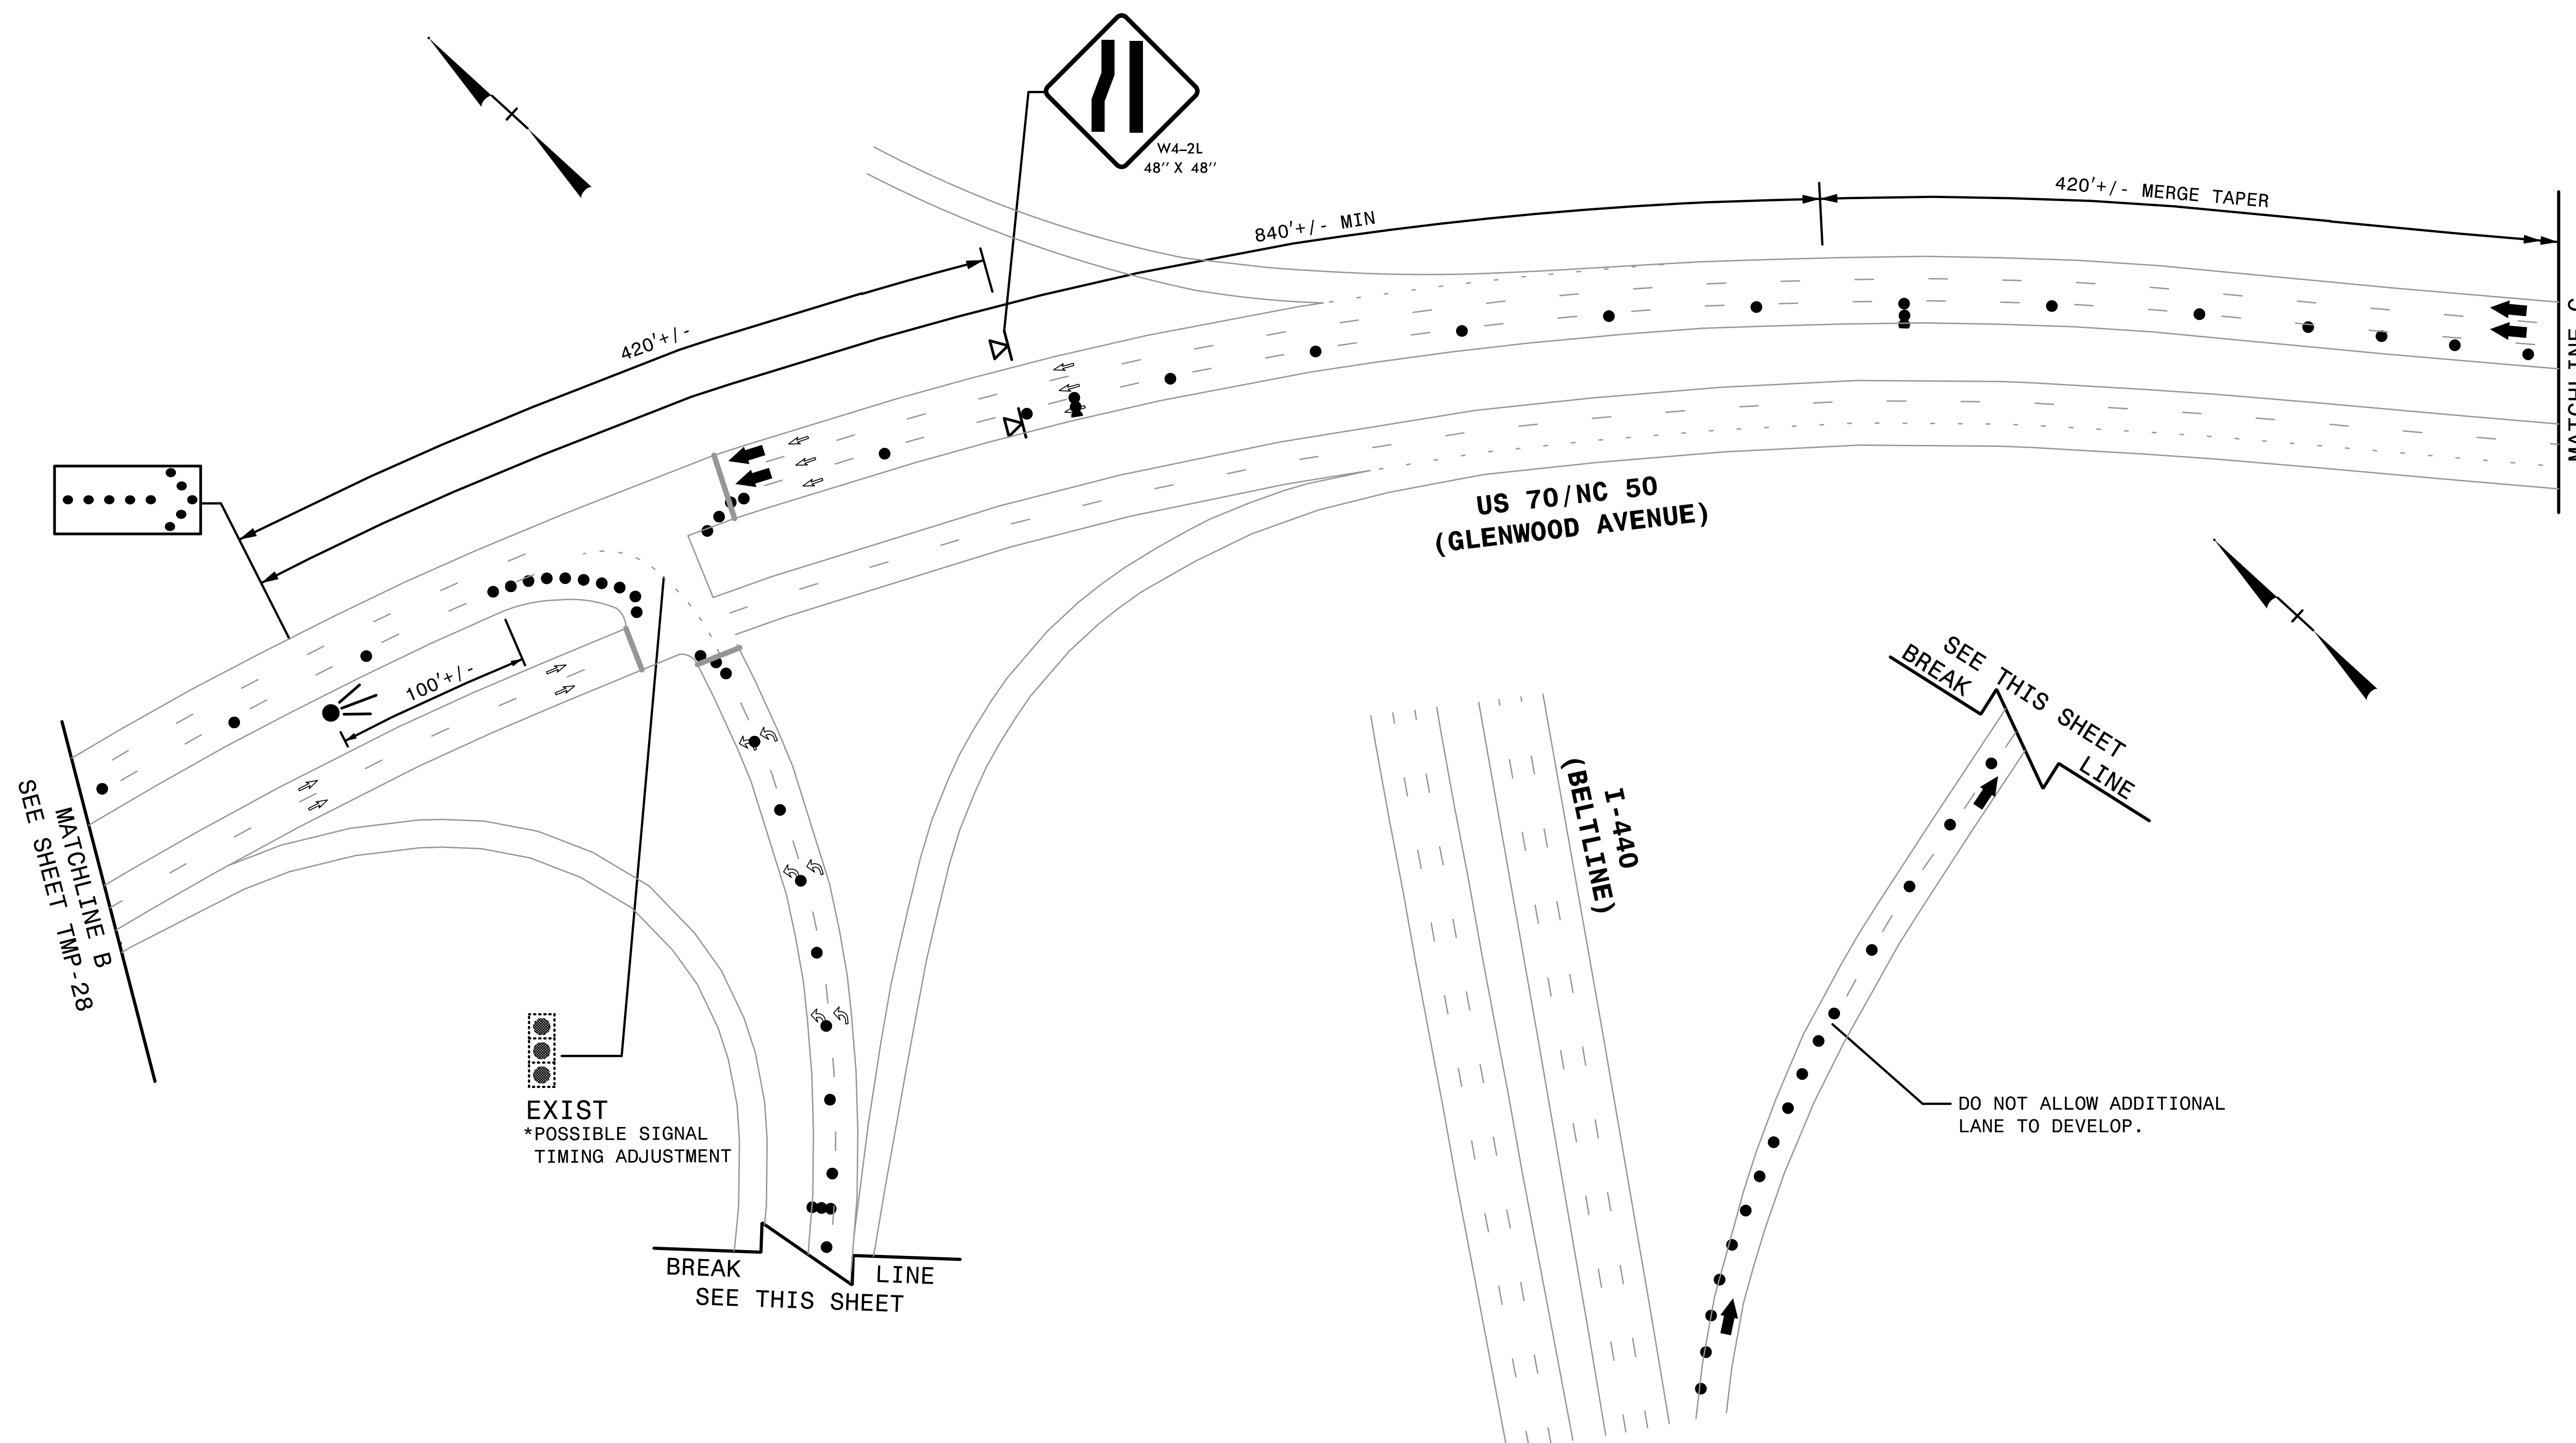 W4-2L
48'' X 48''
840'+/- MIN
420'+/- MERGE TAPER
420'+/-
US 70/NC 50
(GLENWOOD AVENUE)
100'+/-
MATCHLINE B
SEE SHEET TMP-28
MATCHLINE C
SEE THIS SHEET
BREAK
LINE
I-440
(BELTLINE)
EXIST
*POSSIBLE SIGNAL
TIMING ADJUSTMENT
DO NOT ALLOW ADDITIONAL
LANE TO DEVELOP.
BREAK
LINE
SEE THIS SHEET